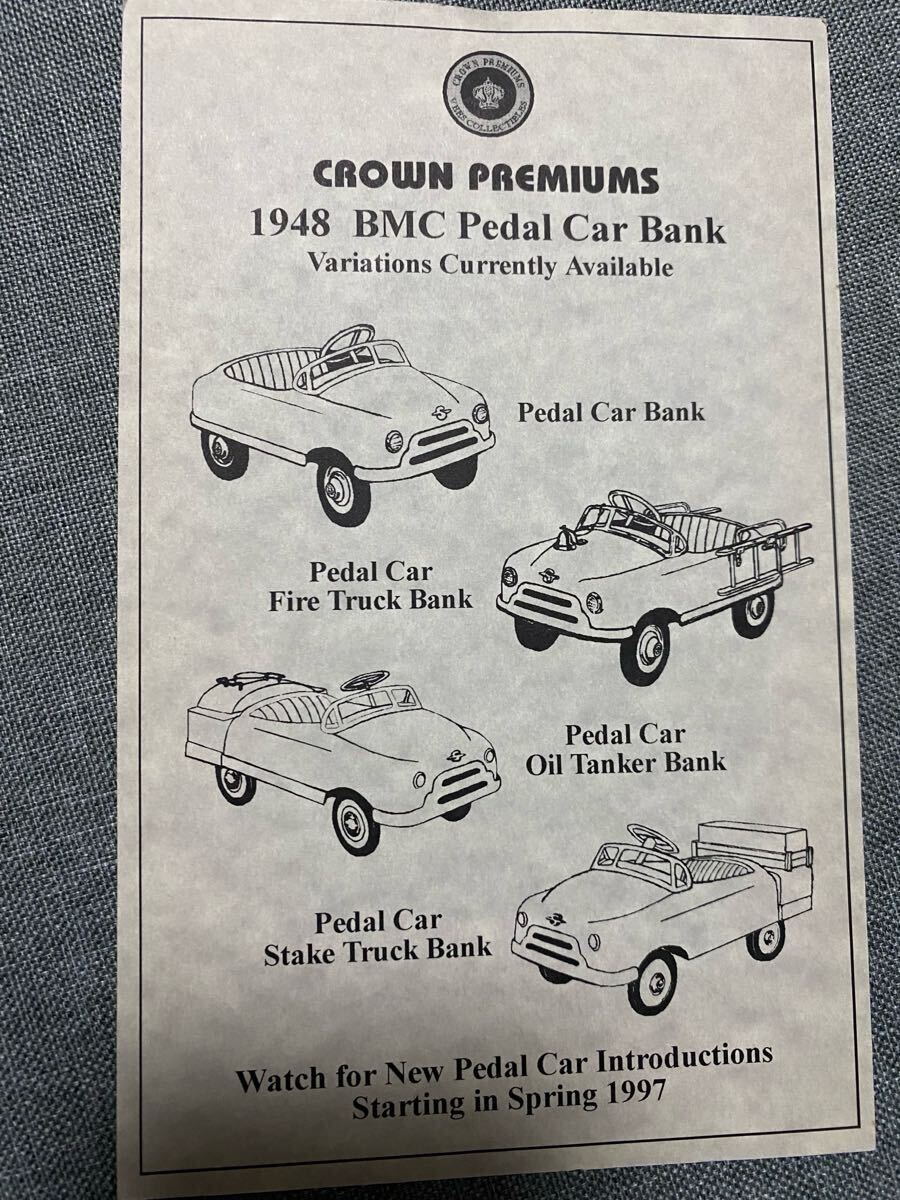 CROWN PREMIUMS
COLLECTIBLES
CROWN PREMIUMS
1948 BMC Pedal Car Bank
Variations Currently Available
Pedal Car Bank
Pedal Car
Fire Truck Bank
Pedal Car
Oil Tanker Bank
Pedal Car
Stake Truck Bank
Watch for New Pedal Car Introductions
Starting in Spring 1997